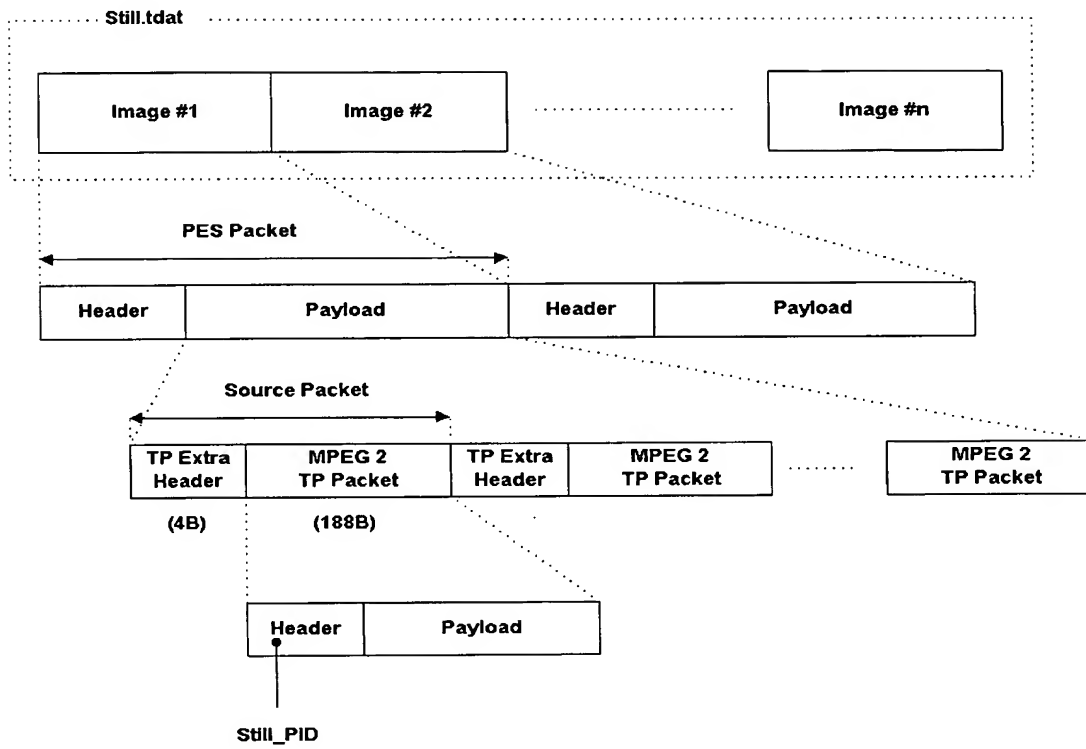 Still.tdat
Image #1
Image #2
Image #n
PES Packet
Header
Payload
Header
Payload
Source Packet
TP Extra
Header
MPEG 2
TP Packet
TP Extra
Header
MPEG 2
TP Packet
MPEG 2
TP Packet
(4B)
(188B)
Header
Payload
Still_PID